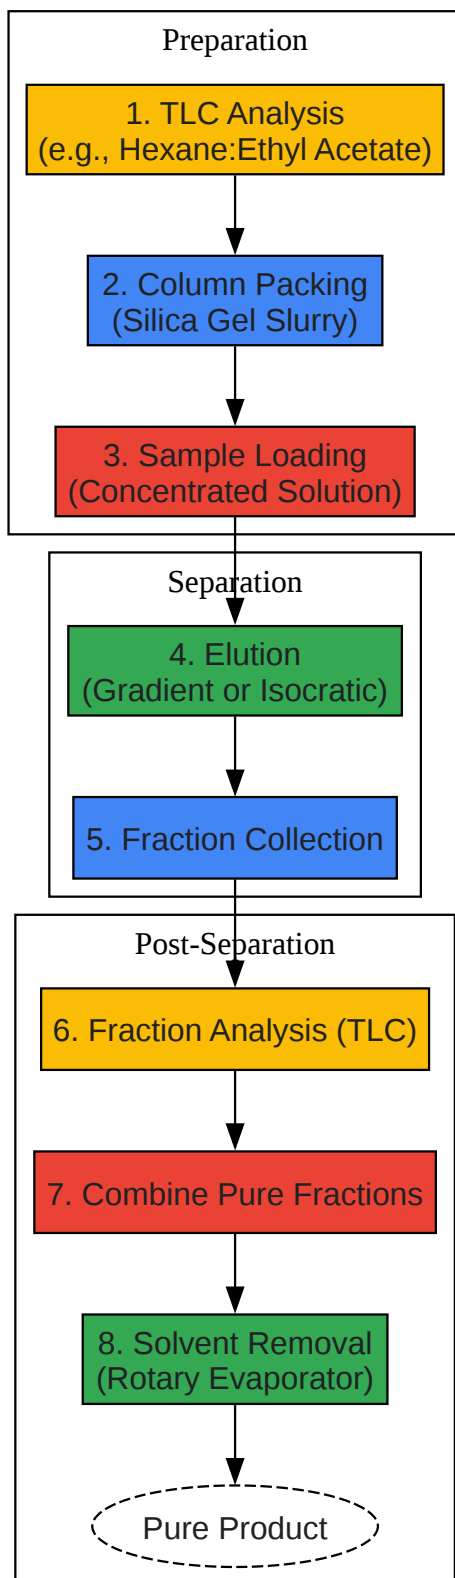 Preparation
1. TLC Analysis
(e.g., Hexane:Ethyl Acetate)
2. Column Packing
(Silica Gel Slurry)
3. Sample Loading
(Concentrated Solution)
Separation
4. Elution
(Gradient or Isocratic)
5. Fraction Collection
Post-Separation
6. Fraction Analysis (TLC)
7. Combine Pure Fractions
8. Solvent Removal
(Rotary Evaporator)
Pure Product